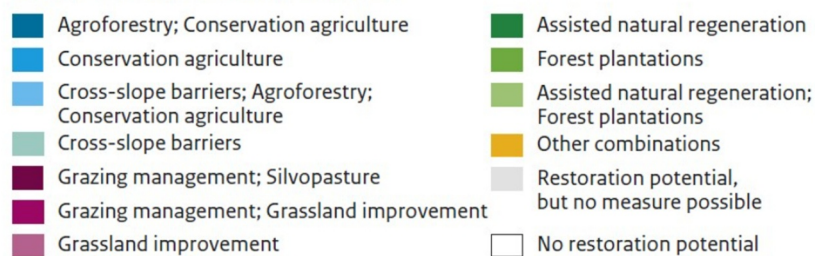 Agroforestry; Conservation agriculture
Conservation agriculture
Cross-slope barriers; Agroforestry;
Conservation agriculture
Cross-slope barriers
Grazing management; Silvopasture
Grazing management; Grassland improvement
Grassland improvement
Assisted natural regeneration
Forest plantations
Assisted natural regeneration;
Forest plantations
Other combinations
Restoration potential,
but no measure possible
No restoration potential